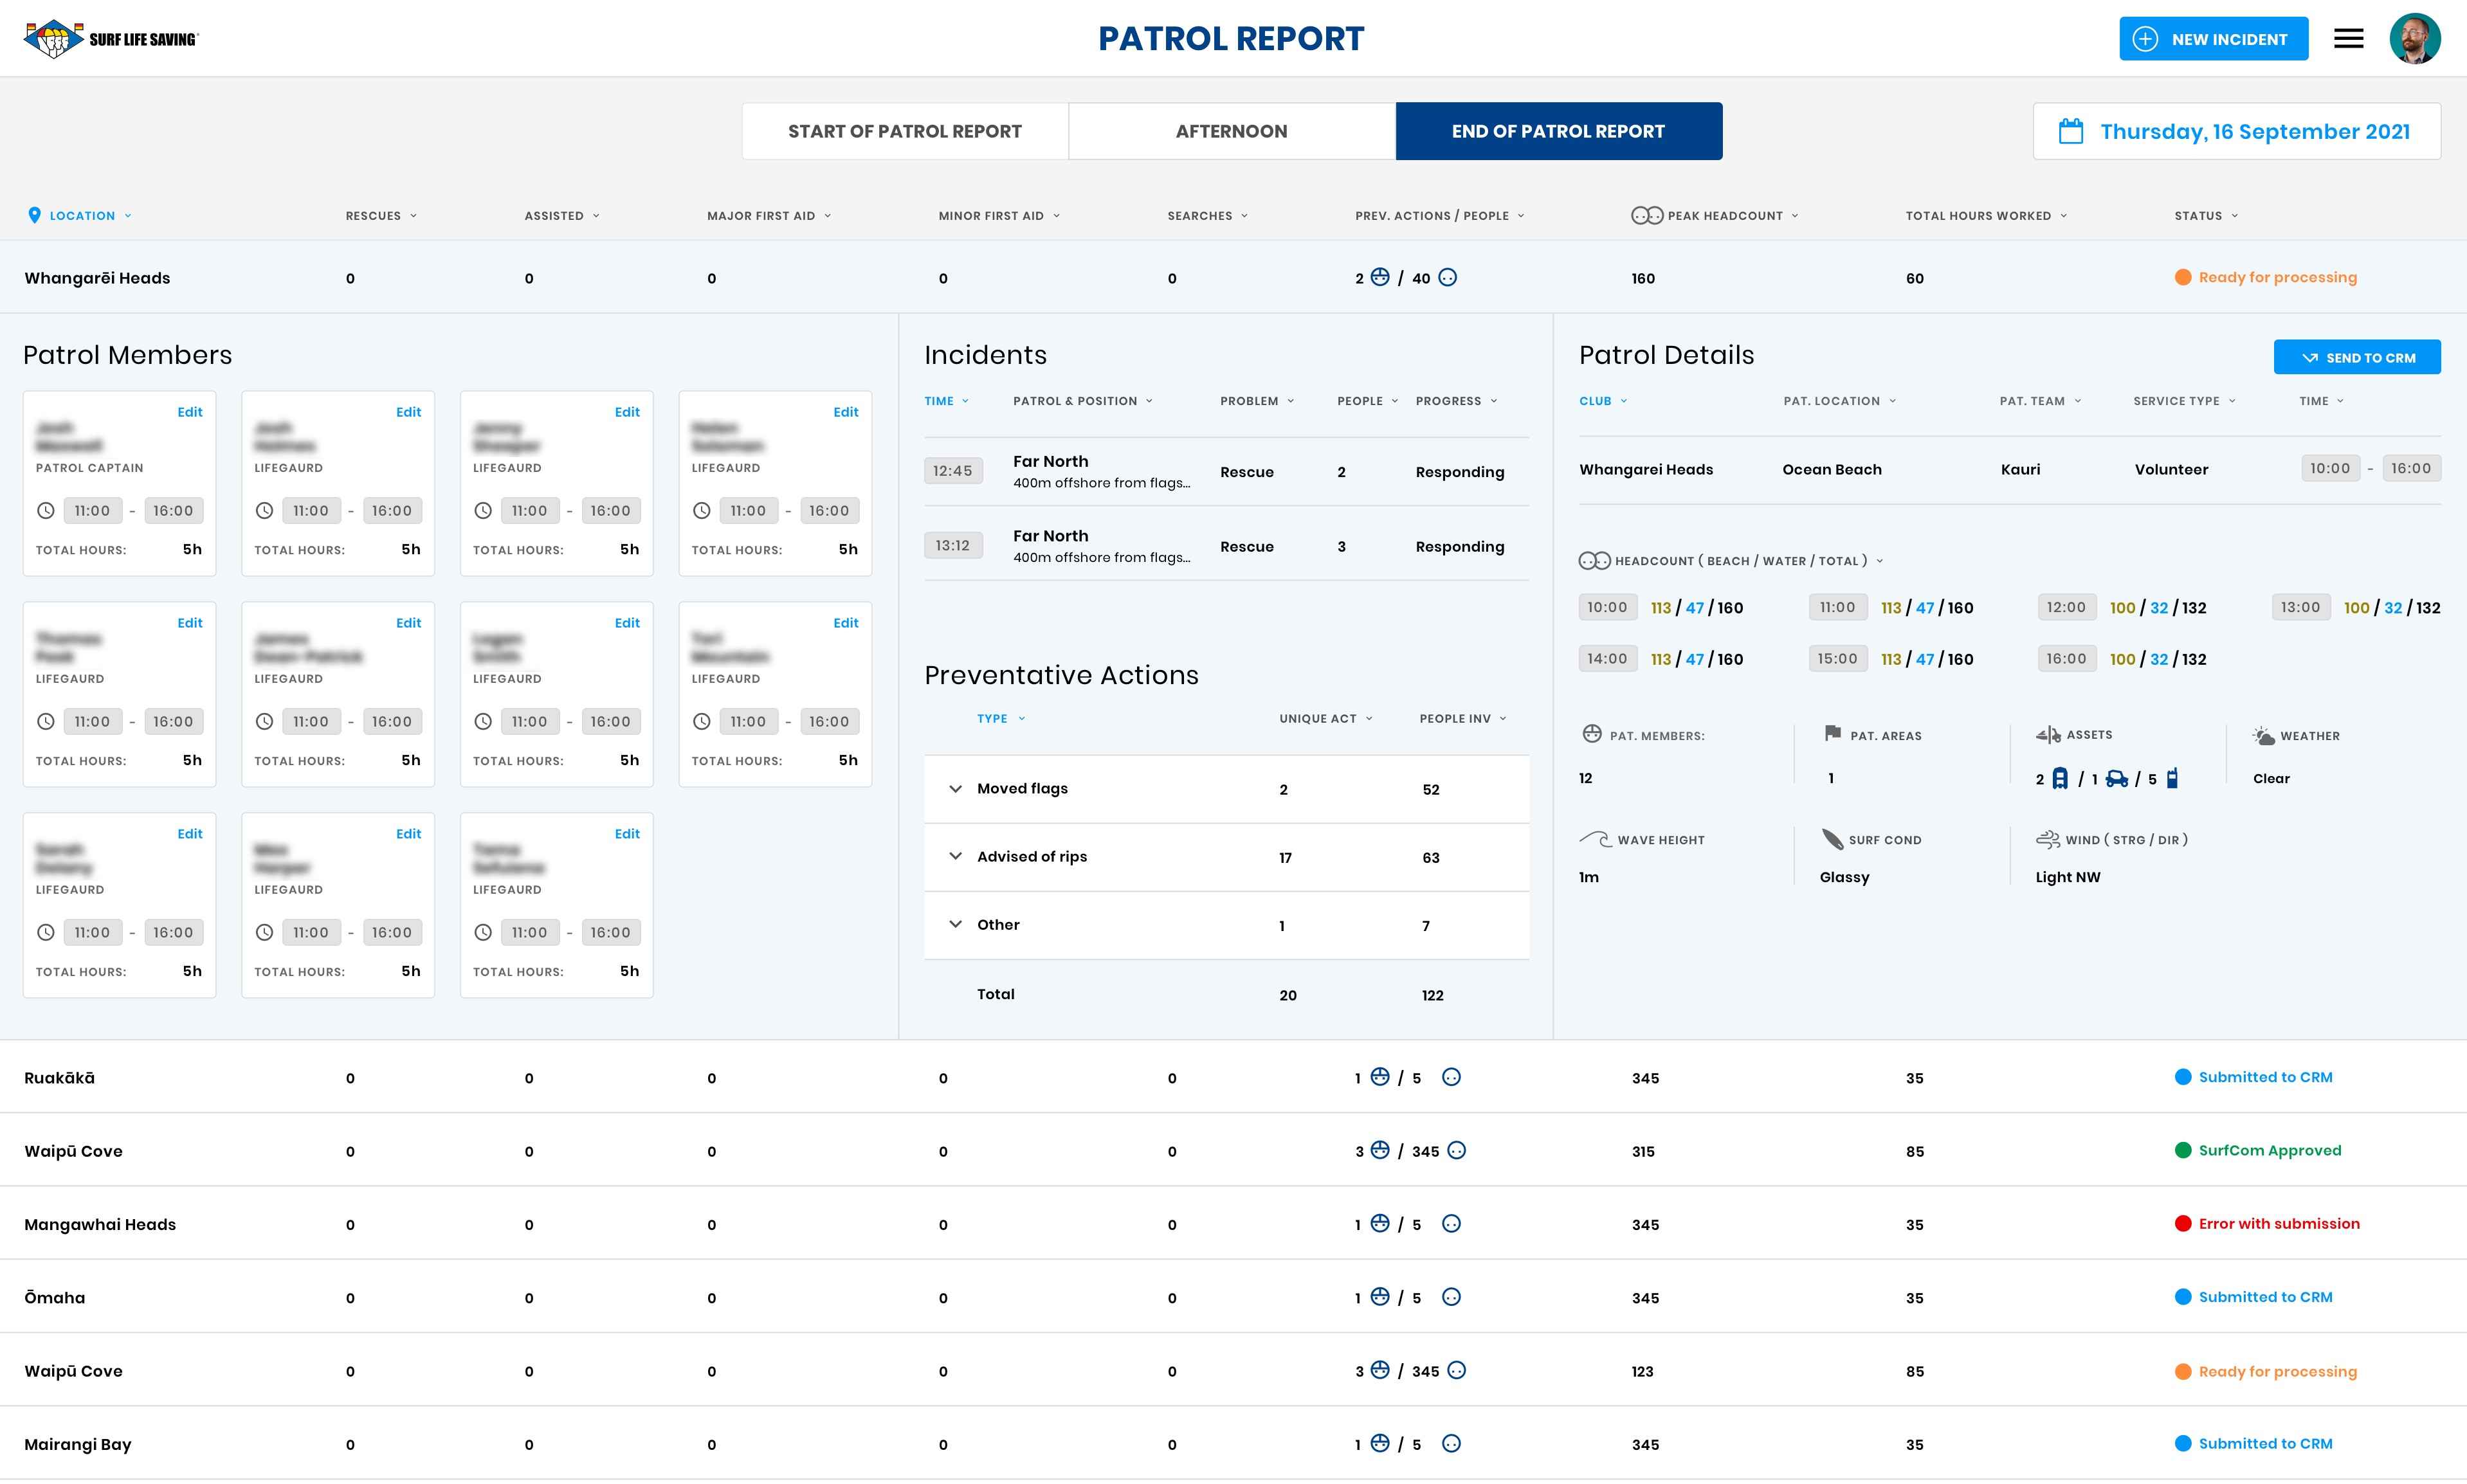 SURF LIFE SAVING
PATROL REPORT
NEW INCIDENT
START OF PATROL REPORT
AFTERNOON
END OF PATROL REPORT
Thursday, 16 September 2021
LOCATION RESCUES ASSISTED MAJOR FIRST AID MINOR FIRST AID SEARCHES PREV. ACTIONS / PEOPLE PEAK HEADCOUNT TOTAL HOURS WORKED STATUS
Whangarēi Heads 0 0 0 0 0 2 / 40 160 60 Ready for processing
Patrol Members
Edit Edit Edit Edit
PATROL CAPTAIN LIFEGAURD LIFEGAURD LIFEGAURD
11:00 - 16:00 11:00 - 16:00 11:00 - 16:00 11:00 - 16:00
TOTAL HOURS: 5h TOTAL HOURS: 5h TOTAL HOURS: 5h TOTAL HOURS: 5h
Edit Edit Edit Edit
LIFEGAURD LIFEGAURD LIFEGAURD LIFEGAURD
11:00 - 16:00 11:00 - 16:00 11:00 - 16:00 11:00 - 16:00
TOTAL HOURS: 5h TOTAL HOURS: 5h TOTAL HOURS: 5h TOTAL HOURS: 5h
Edit Edit Edit
LIFEGAURD LIFEGAURD LIFEGAURD
11:00 - 16:00 11:00 - 16:00 11:00 - 16:00
TOTAL HOURS: 5h TOTAL HOURS: 5h TOTAL HOURS: 5h
Incidents
TIME PATROL & POSITION PROBLEM PEOPLE PROGRESS
12:45 Far North Rescue 2 Responding
400m offshore from flags...
13:12 Far North Rescue 3 Responding
400m offshore from flags...
Preventative Actions
TYPE UNIQUE ACT PEOPLE INV
Moved flags 2 52
Advised of rips 17 63
Other 1 7
Total 20 122
Patrol Details
SEND TO CRM
CLUB PAT. LOCATION PAT. TEAM SERVICE TYPE TIME
Whangarei Heads Ocean Beach Kauri Volunteer 10:00 - 16:00
HEADCOUNT ( BEACH / WATER / TOTAL )
10:00 113 / 47 / 160 11:00 113 / 47 / 160 12:00 100 / 32 / 132 13:00 100 / 32 / 132
14:00 113 / 47 / 160 15:00 113 / 47 / 160 16:00 100 / 32 / 132
PAT. MEMBERS: PAT. AREAS ASSETS WEATHER
12 1 2 / 1 / 5 Clear
WAVE HEIGHT SURF COND WIND ( STRG / DIR )
1m Glassy Light NW
Ruakākā 0 0 0 0 0 1 / 5 345 35 Submitted to CRM
Waipū Cove 0 0 0 0 0 3 / 345 315 85 SurfCom Approved
Mangawhai Heads 0 0 0 0 0 1 / 5 345 35 Error with submission
Ōmaha 0 0 0 0 0 1 / 5 345 35 Submitted to CRM
Waipū Cove 0 0 0 0 0 3 / 345 123 85 Ready for processing
Mairangi Bay 0 0 0 0 0 1 / 5 345 35 Submitted to CRM